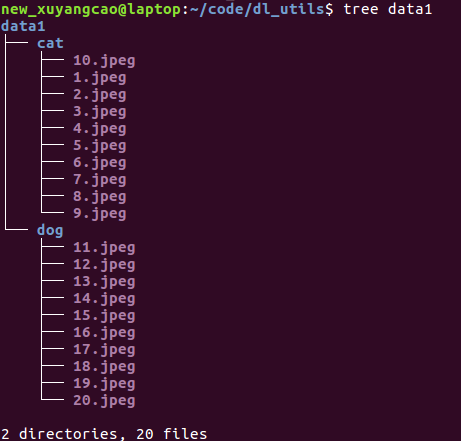 new_xuyangcao@laptop:~/code/dl_utils$ tree data1
data1
├── cat
│   ├── 10.jpeg
│   ├── 1.jpeg
│   ├── 2.jpeg
│   ├── 3.jpeg
│   ├── 4.jpeg
│   ├── 5.jpeg
│   ├── 6.jpeg
│   ├── 7.jpeg
│   ├── 8.jpeg
│   └── 9.jpeg
└── dog
    ├── 11.jpeg
    ├── 12.jpeg
    ├── 13.jpeg
    ├── 14.jpeg
    ├── 15.jpeg
    ├── 16.jpeg
    ├── 17.jpeg
    ├── 18.jpeg
    ├── 19.jpeg
    └── 20.jpeg
2 directories, 20 files